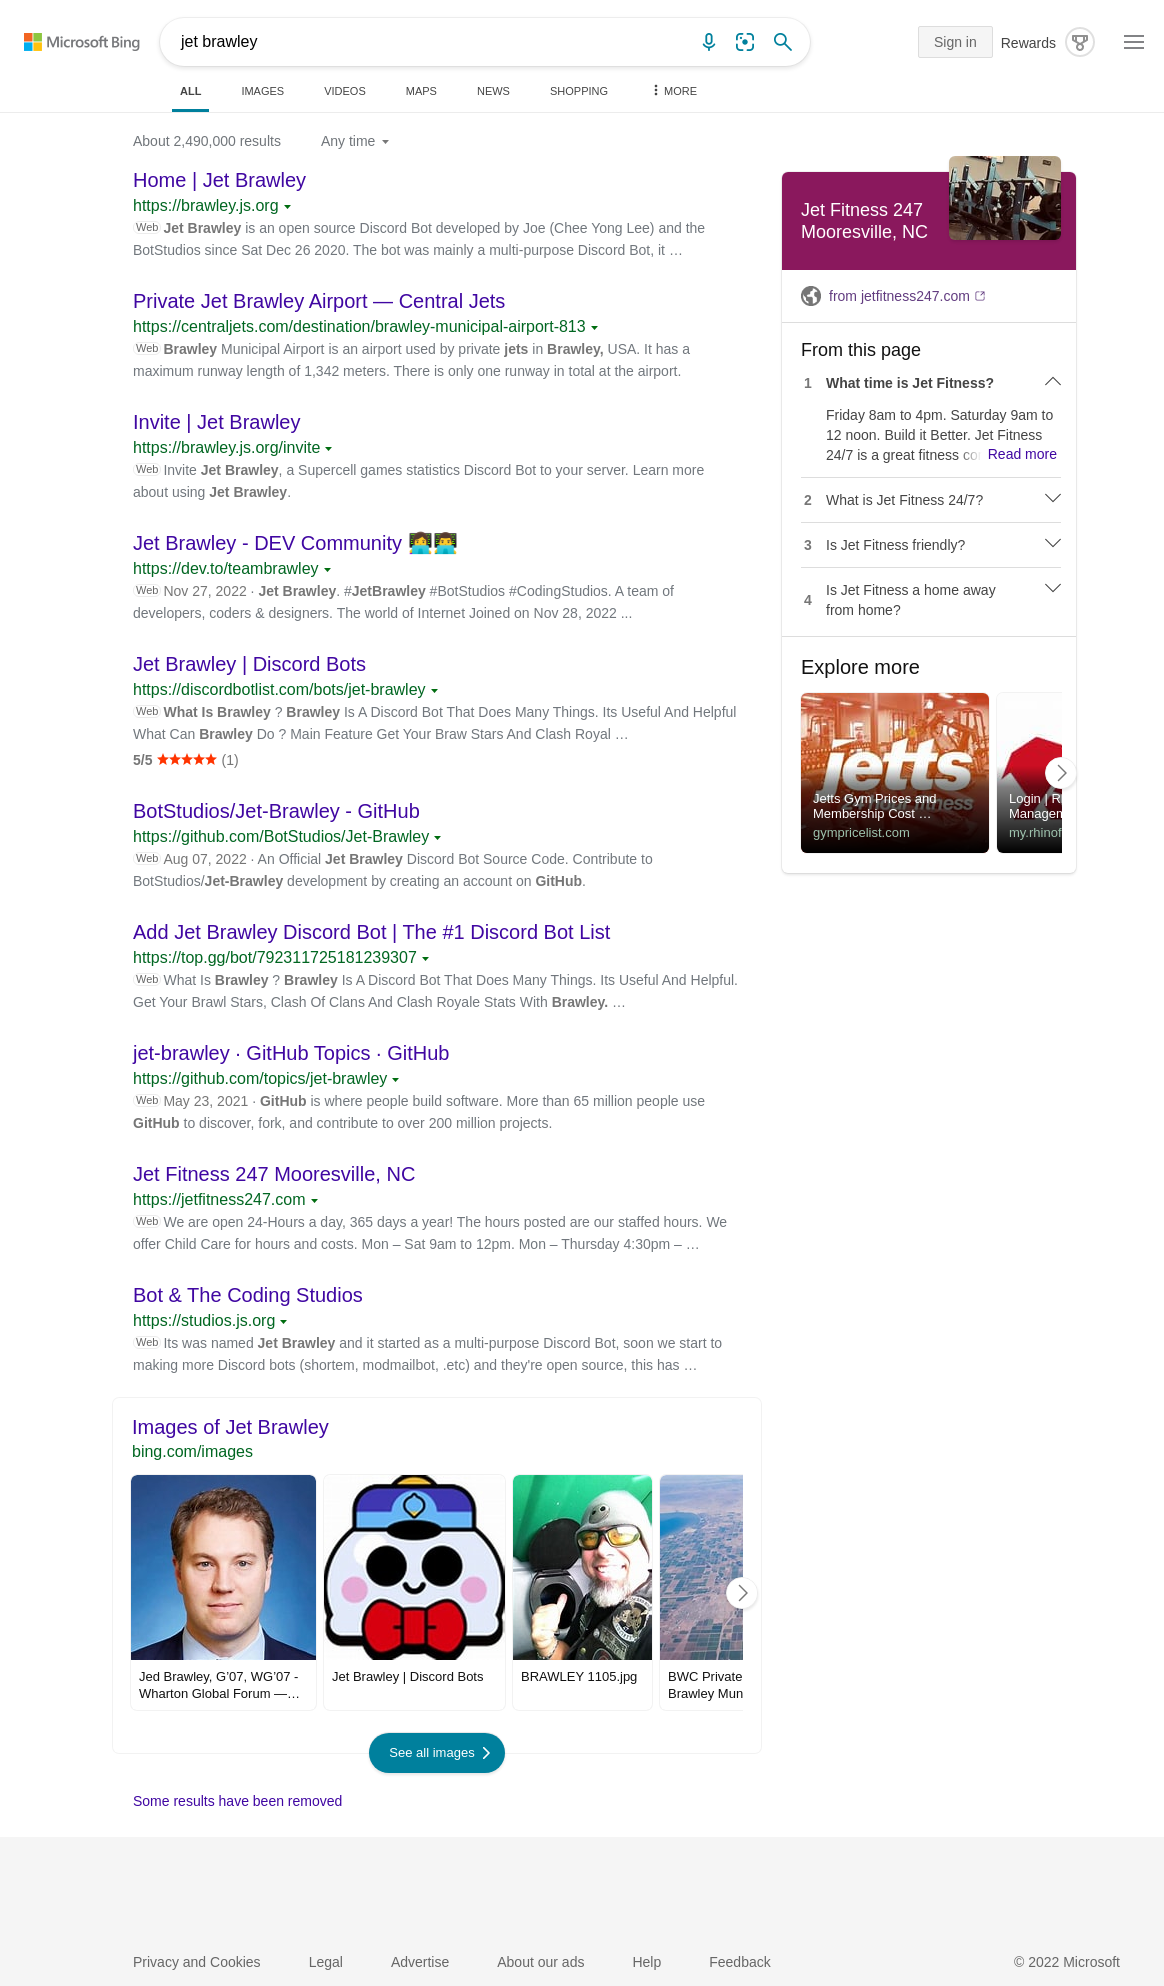 Microsoft Bing
jet brawley
Sign in
Rewards
ALL
IMAGES
VIDEOS
MAPS
NEWS
SHOPPING
MORE
About 2,490,000 results
Any time
Home | Jet Brawley
https://brawley.js.org
Web Jet Brawley is an open source Discord Bot developed by Joe (Chee Yong Lee) and the
BotStudios since Sat Dec 26 2020. The bot was mainly a multi-purpose Discord Bot, it …
Private Jet Brawley Airport — Central Jets
https://centraljets.com/destination/brawley-municipal-airport-813
Web Brawley Municipal Airport is an airport used by private jets in Brawley, USA. It has a
maximum runway length of 1,342 meters. There is only one runway in total at the airport.
Invite | Jet Brawley
https://brawley.js.org/invite
Web Invite Jet Brawley, a Supercell games statistics Discord Bot to your server. Learn more
about using Jet Brawley.
Jet Brawley - DEV Community 👩‍💻👨‍💻
https://dev.to/teambrawley
Web Nov 27, 2022 · Jet Brawley. #JetBrawley #BotStudios #CodingStudios. A team of
developers, coders & designers. The world of Internet Joined on Nov 28, 2022 ...
Jet Brawley | Discord Bots
https://discordbotlist.com/bots/jet-brawley
Web What Is Brawley ? Brawley Is A Discord Bot That Does Many Things. Its Useful And Helpful
What Can Brawley Do ? Main Feature Get Your Braw Stars And Clash Royal …
5/5 ★★★★★ (1)
BotStudios/Jet-Brawley - GitHub
https://github.com/BotStudios/Jet-Brawley
Web Aug 07, 2022 · An Official Jet Brawley Discord Bot Source Code. Contribute to
BotStudios/Jet-Brawley development by creating an account on GitHub.
Add Jet Brawley Discord Bot | The #1 Discord Bot List
https://top.gg/bot/792311725181239307
Web What Is Brawley ? Brawley Is A Discord Bot That Does Many Things. Its Useful And Helpful.
Get Your Brawl Stars, Clash Of Clans And Clash Royale Stats With Brawley. …
jet-brawley · GitHub Topics · GitHub
https://github.com/topics/jet-brawley
Web May 23, 2021 · GitHub is where people build software. More than 65 million people use
GitHub to discover, fork, and contribute to over 200 million projects.
Jet Fitness 247 Mooresville, NC
https://jetfitness247.com
Web We are open 24-Hours a day, 365 days a year! The hours posted are our staffed hours. We
offer Child Care for hours and costs. Mon – Sat 9am to 12pm. Mon – Thursday 4:30pm – …
Bot & The Coding Studios
https://studios.js.org
Web Its was named Jet Brawley and it started as a multi-purpose Discord Bot, soon we start to
making more Discord bots (shortem, modmailbot, .etc) and they're open source, this has …
Images of Jet Brawley
bing.com/images
Jed Brawley, G'07, WG'07 -
Wharton Global Forum —…
Jet Brawley | Discord Bots
BRAWLEY 1105.jpg
BWC Private
Brawley Mun
See all images
Some results have been removed
Jet Fitness 247
Mooresville, NC
from jetfitness247.com
From this page
1 What time is Jet Fitness?
Friday 8am to 4pm. Saturday 9am to
12 noon. Build it Better. Jet Fitness
24/7 is a great fitness co Read more
2 What is Jet Fitness 24/7?
3 Is Jet Fitness friendly?
4 Is Jet Fitness a home away
from home?
Explore more
jetts
24 hour fitness
Jetts Gym Prices and
Membership Cost …
gympricelist.com
Login | R
Managem
my.rhinof
Privacy and Cookies
Legal
Advertise
About our ads
Help
Feedback
© 2022 Microsoft